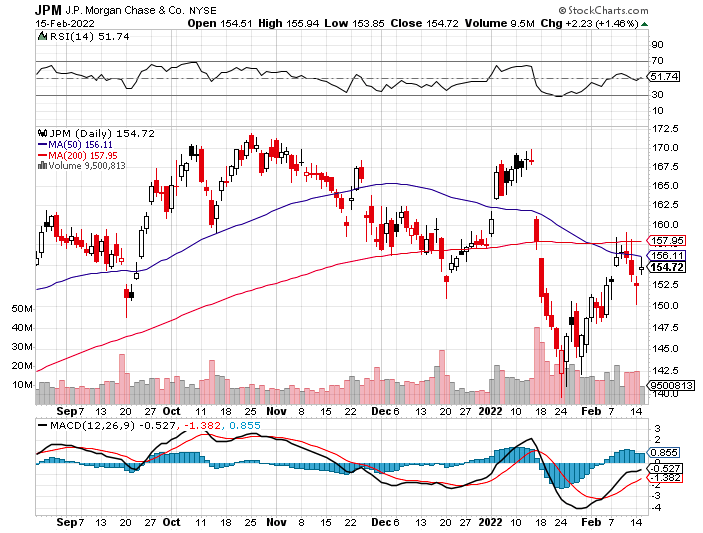 JPM J.P. Morgan Chase & Co. NYSE
© StockCharts.com
15-Feb-2022 Open 154.51 High 155.94 Low 153.85 Close 154.72 Volume 9.5M Chg +2.23 (+1.46%)
RSI(14) 51.74
90
70
51.74
30
10
JPM (Daily) 154.72
MA(50) 156.11
MA(200) 157.95
Volume 9,500,813
172.5
170.0
167.5
165.0
162.5
160.0
157.95
156.11
154.72
152.5
150.0
147.5
145.0
142.5
9500813
140.0
50M
40M
30M
20M
10M
Sep 7 13 20 27 Oct 11 18 25 Nov 8 15 22 Dec 6 13 20 27 2022 10 18 24 Feb 7 14
MACD(12,26,9) -0.527, -1.382, 0.855
3
2
0.855
-0.527
-1.382
-3
-4
Sep 7 13 20 27 Oct 11 18 25 Nov 8 15 22 Dec 6 13 20 27 2022 10 18 24 Feb 7 14